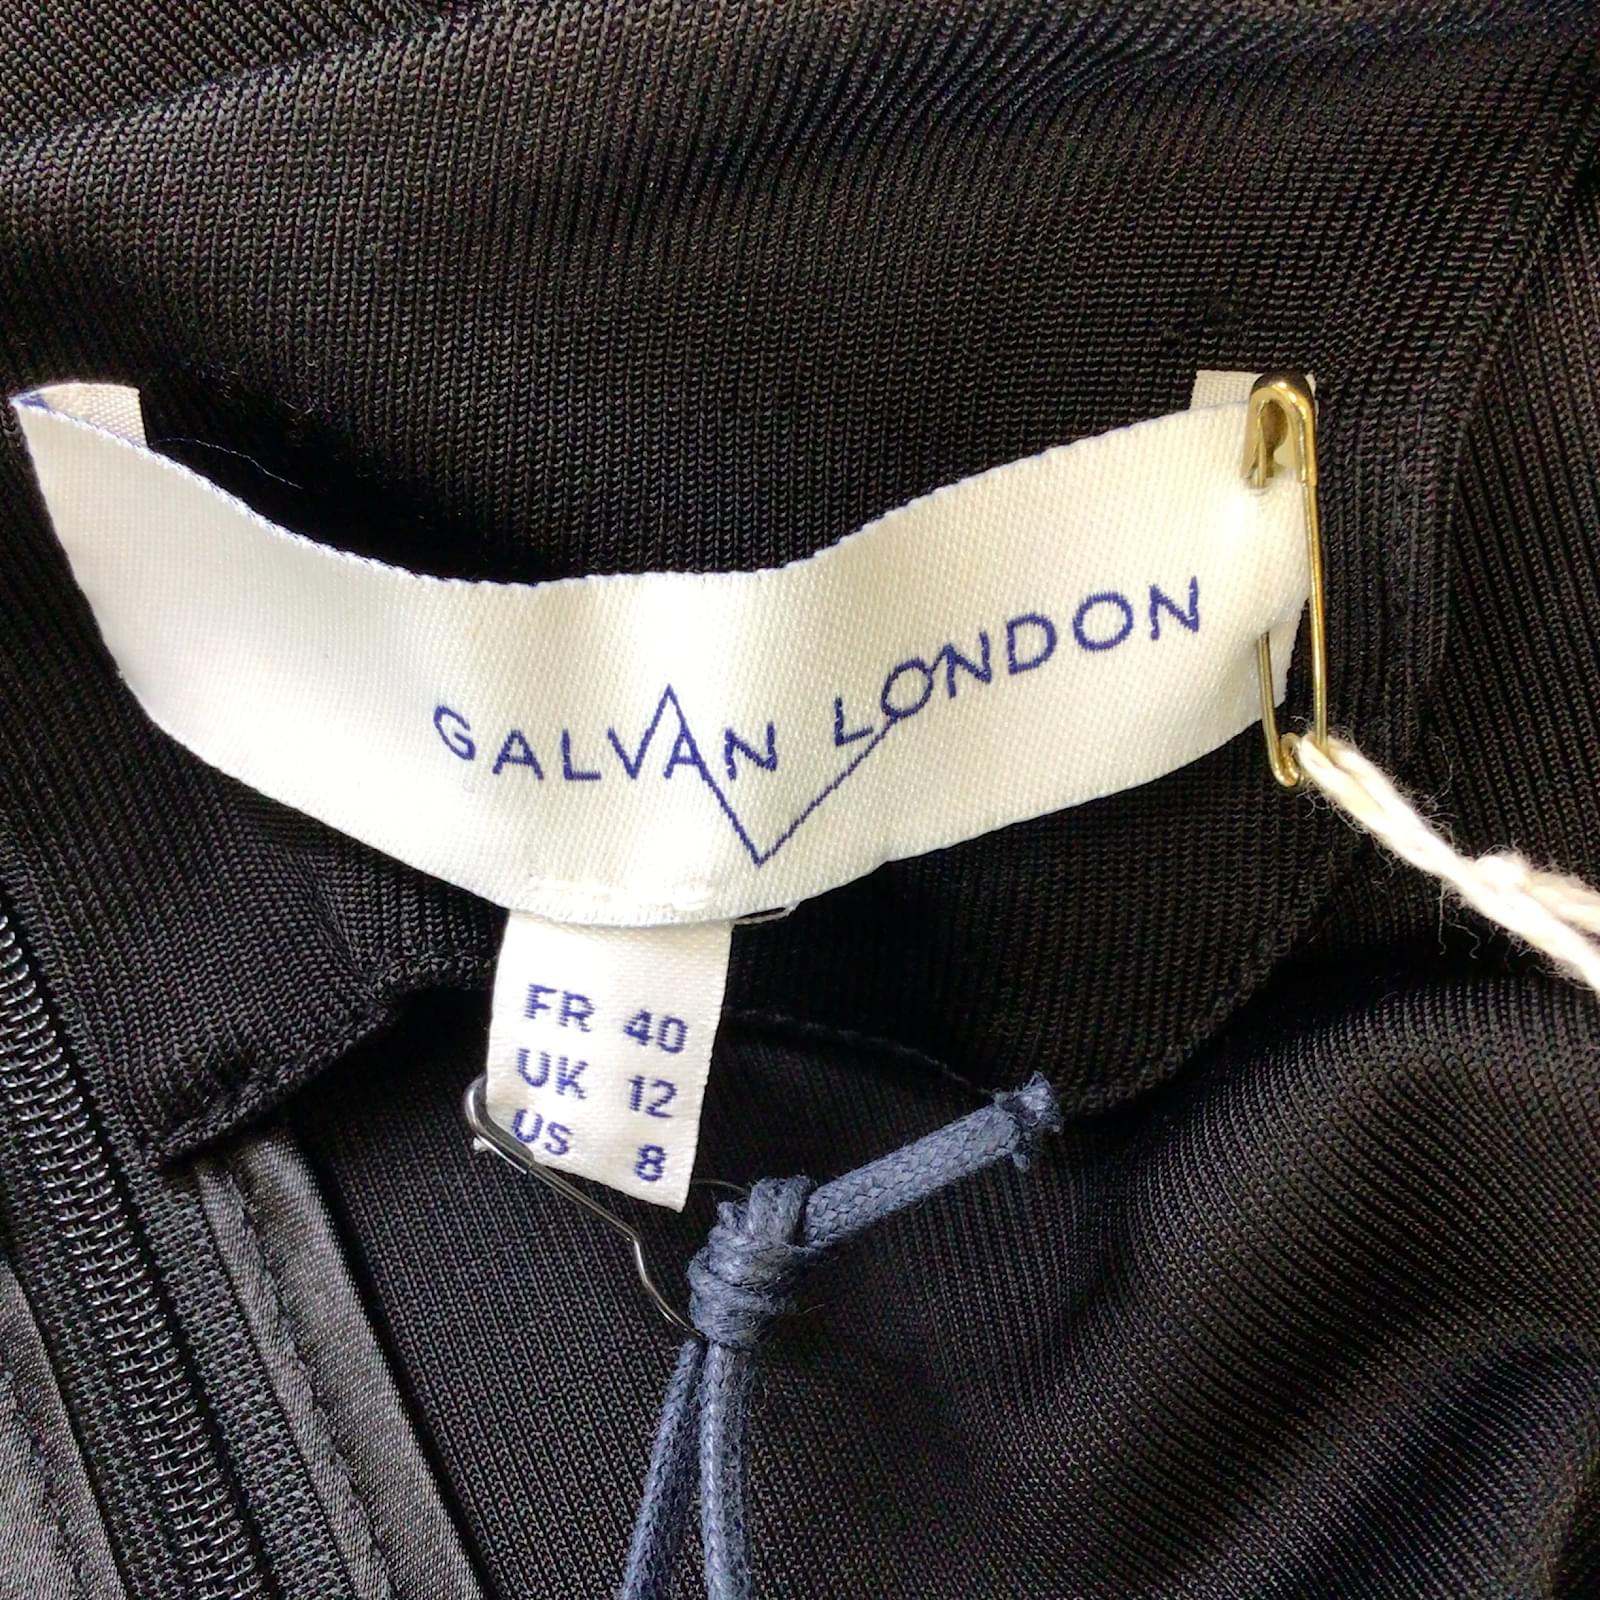 GALVAN LONDON
FR 40
UK 12
US 8